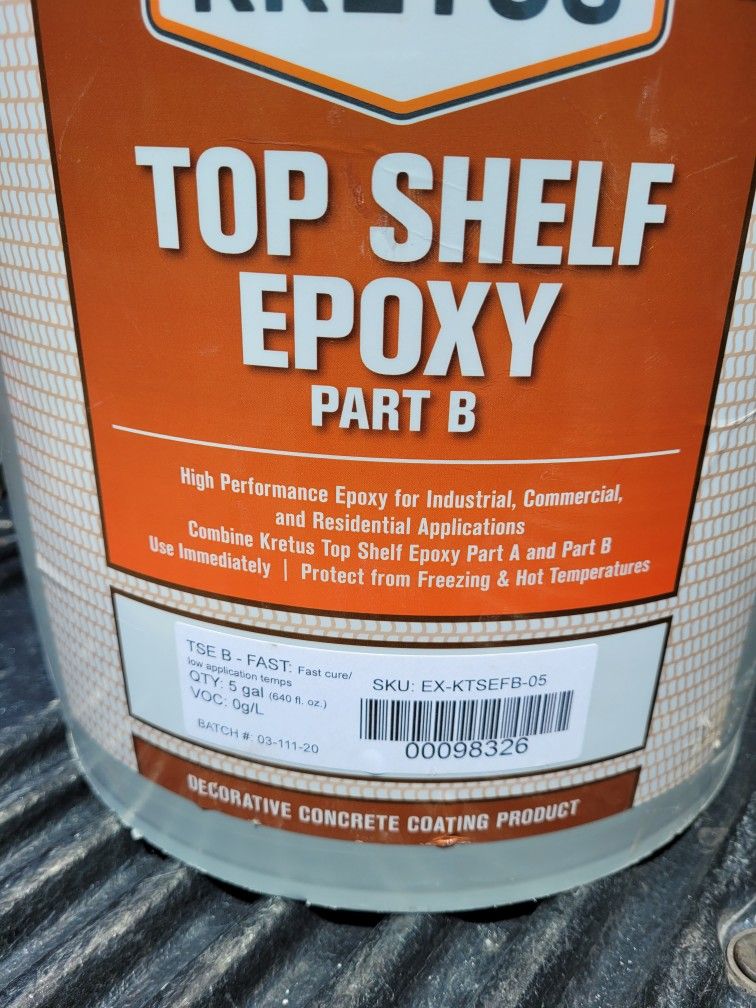 KRETUS
TOP SHELF
EPOXY
PART B
High Performance Epoxy for Industrial, Commercial,
and Residential Applications
Combine Kretus Top Shelf Epoxy Part A and Part B
Use Immediately | Protect from Freezing & Hot Temperatures
TSE B - FAST: Fast cure/
low application temps
QTY: 5 gal (640 fl. oz.)
VOC: 0g/L
BATCH #: 03-111-20
SKU: EX-KTSEFB-05
00098326
DECORATIVE CONCRETE COATING PRODUCT